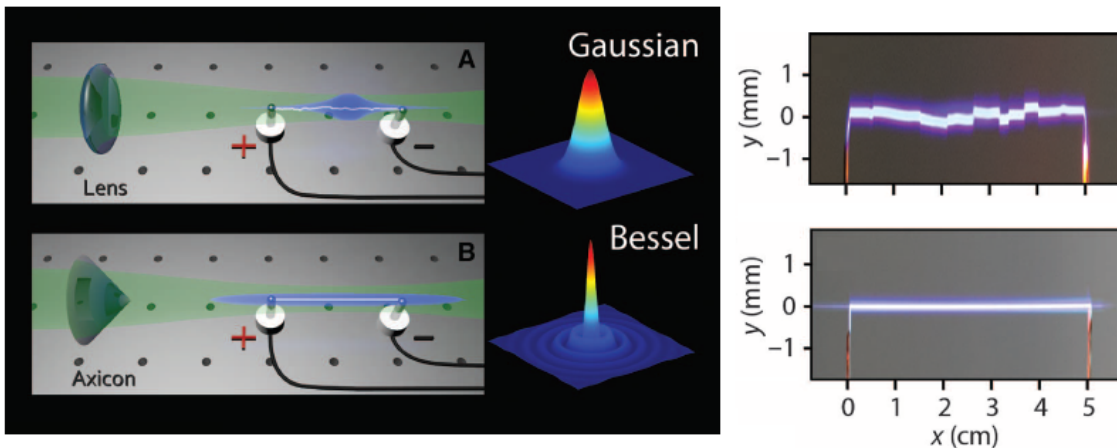 A
Gaussian
+
−
Lens
B
Bessel
+
−
Axicon
y (mm)
1
0
−1
y (mm)
1
0
−1
0 1 2 3 4 5
x (cm)